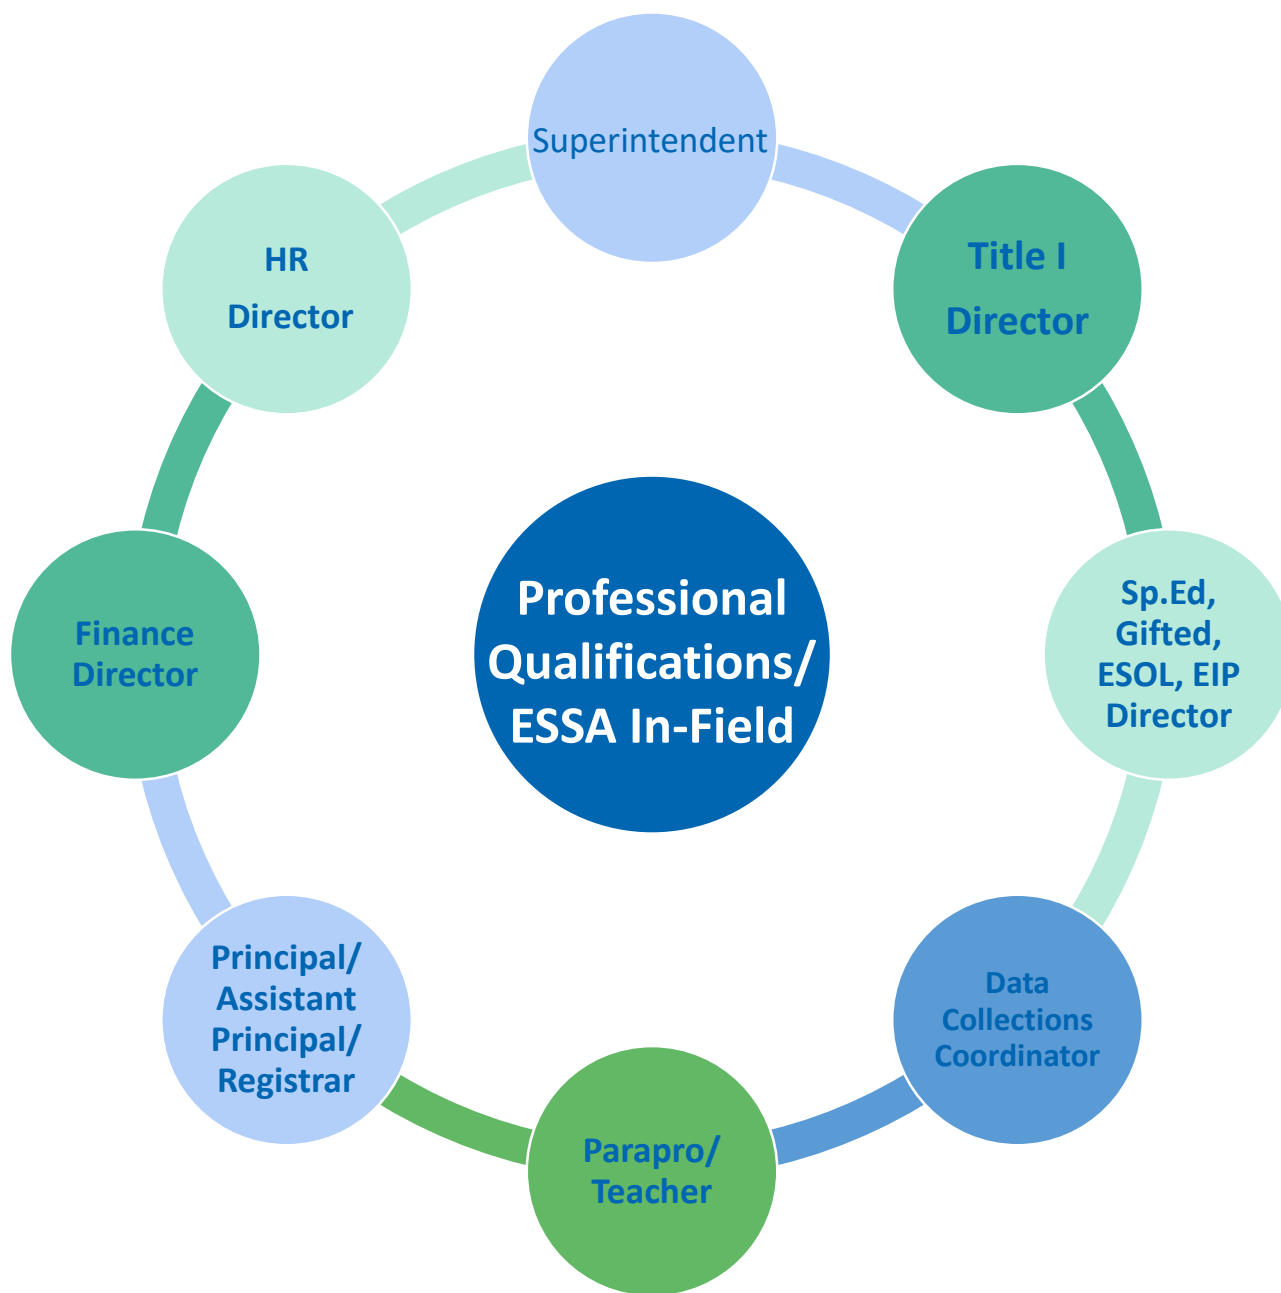 Superintendent
Title I
Director
Sp.Ed,
Gifted,
ESOL, EIP
Director
Data
Collections
Coordinator
Parapro/
Teacher
Principal/
Assistant
Principal/
Registrar
Finance
Director
HR
Director
Professional
Qualifications/
ESSA In-Field